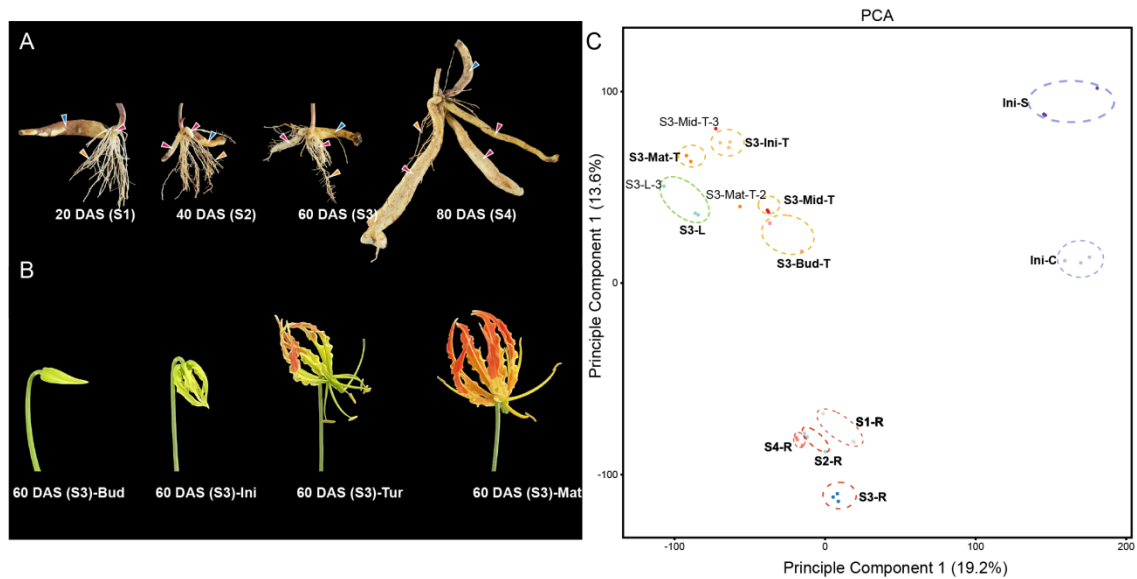 A
20 DAS (S1)
40 DAS (S2)
60 DAS (S3)
80 DAS (S4)
B
60 DAS (S3)-Bud
60 DAS (S3)-Ini
60 DAS (S3)-Tur
60 DAS (S3)-Mat
C
PCA
Principle Component 1 (13.6%)
100
0
-100
Ini-S
S3-Mid-T-3
S3-Ini-T
S3-Mat-T
S3-L-3
S3-Mat-T-2
S3-Mid-T
S3-L
S3-Bud-T
Ini-C
S1-R
S4-R
S2-R
S3-R
-100
0
100
200
Principle Component 1 (19.2%)